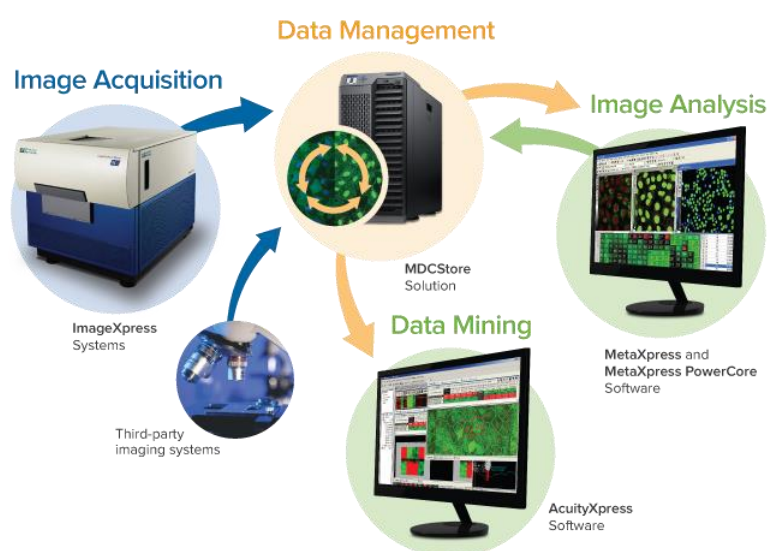 Data Management
Image Acquisition
Image Analysis
MDCStore
Solution
ImageXpress
Systems
Data Mining
MetaXpress and
MetaXpress PowerCore
Software
Third-party
imaging systems
AcuityXpress
Software